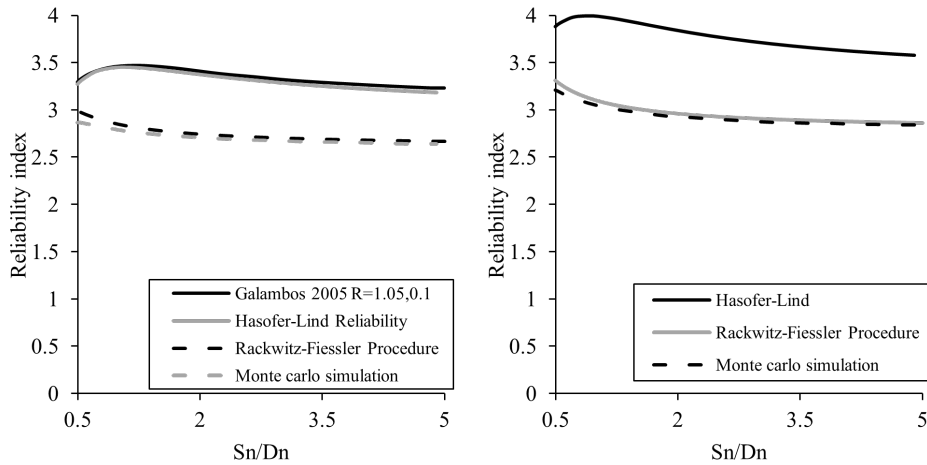 4
3.5
3
2.5
2
1.5
1
0.5
0
Reliability index
0.5
2
3.5
5
Sn/Dn
Galambos 2005 R=1.05,0.1
Hasofer-Lind Reliability
Rackwitz-Fiessler Procedure
Monte carlo simulation
4
3.5
3
2.5
2
1.5
1
0.5
0
Reliability index
0.5
2
3.5
5
Sn/Dn
Hasofer-Lind
Rackwitz-Fiessler Procedure
Monte carlo simulation